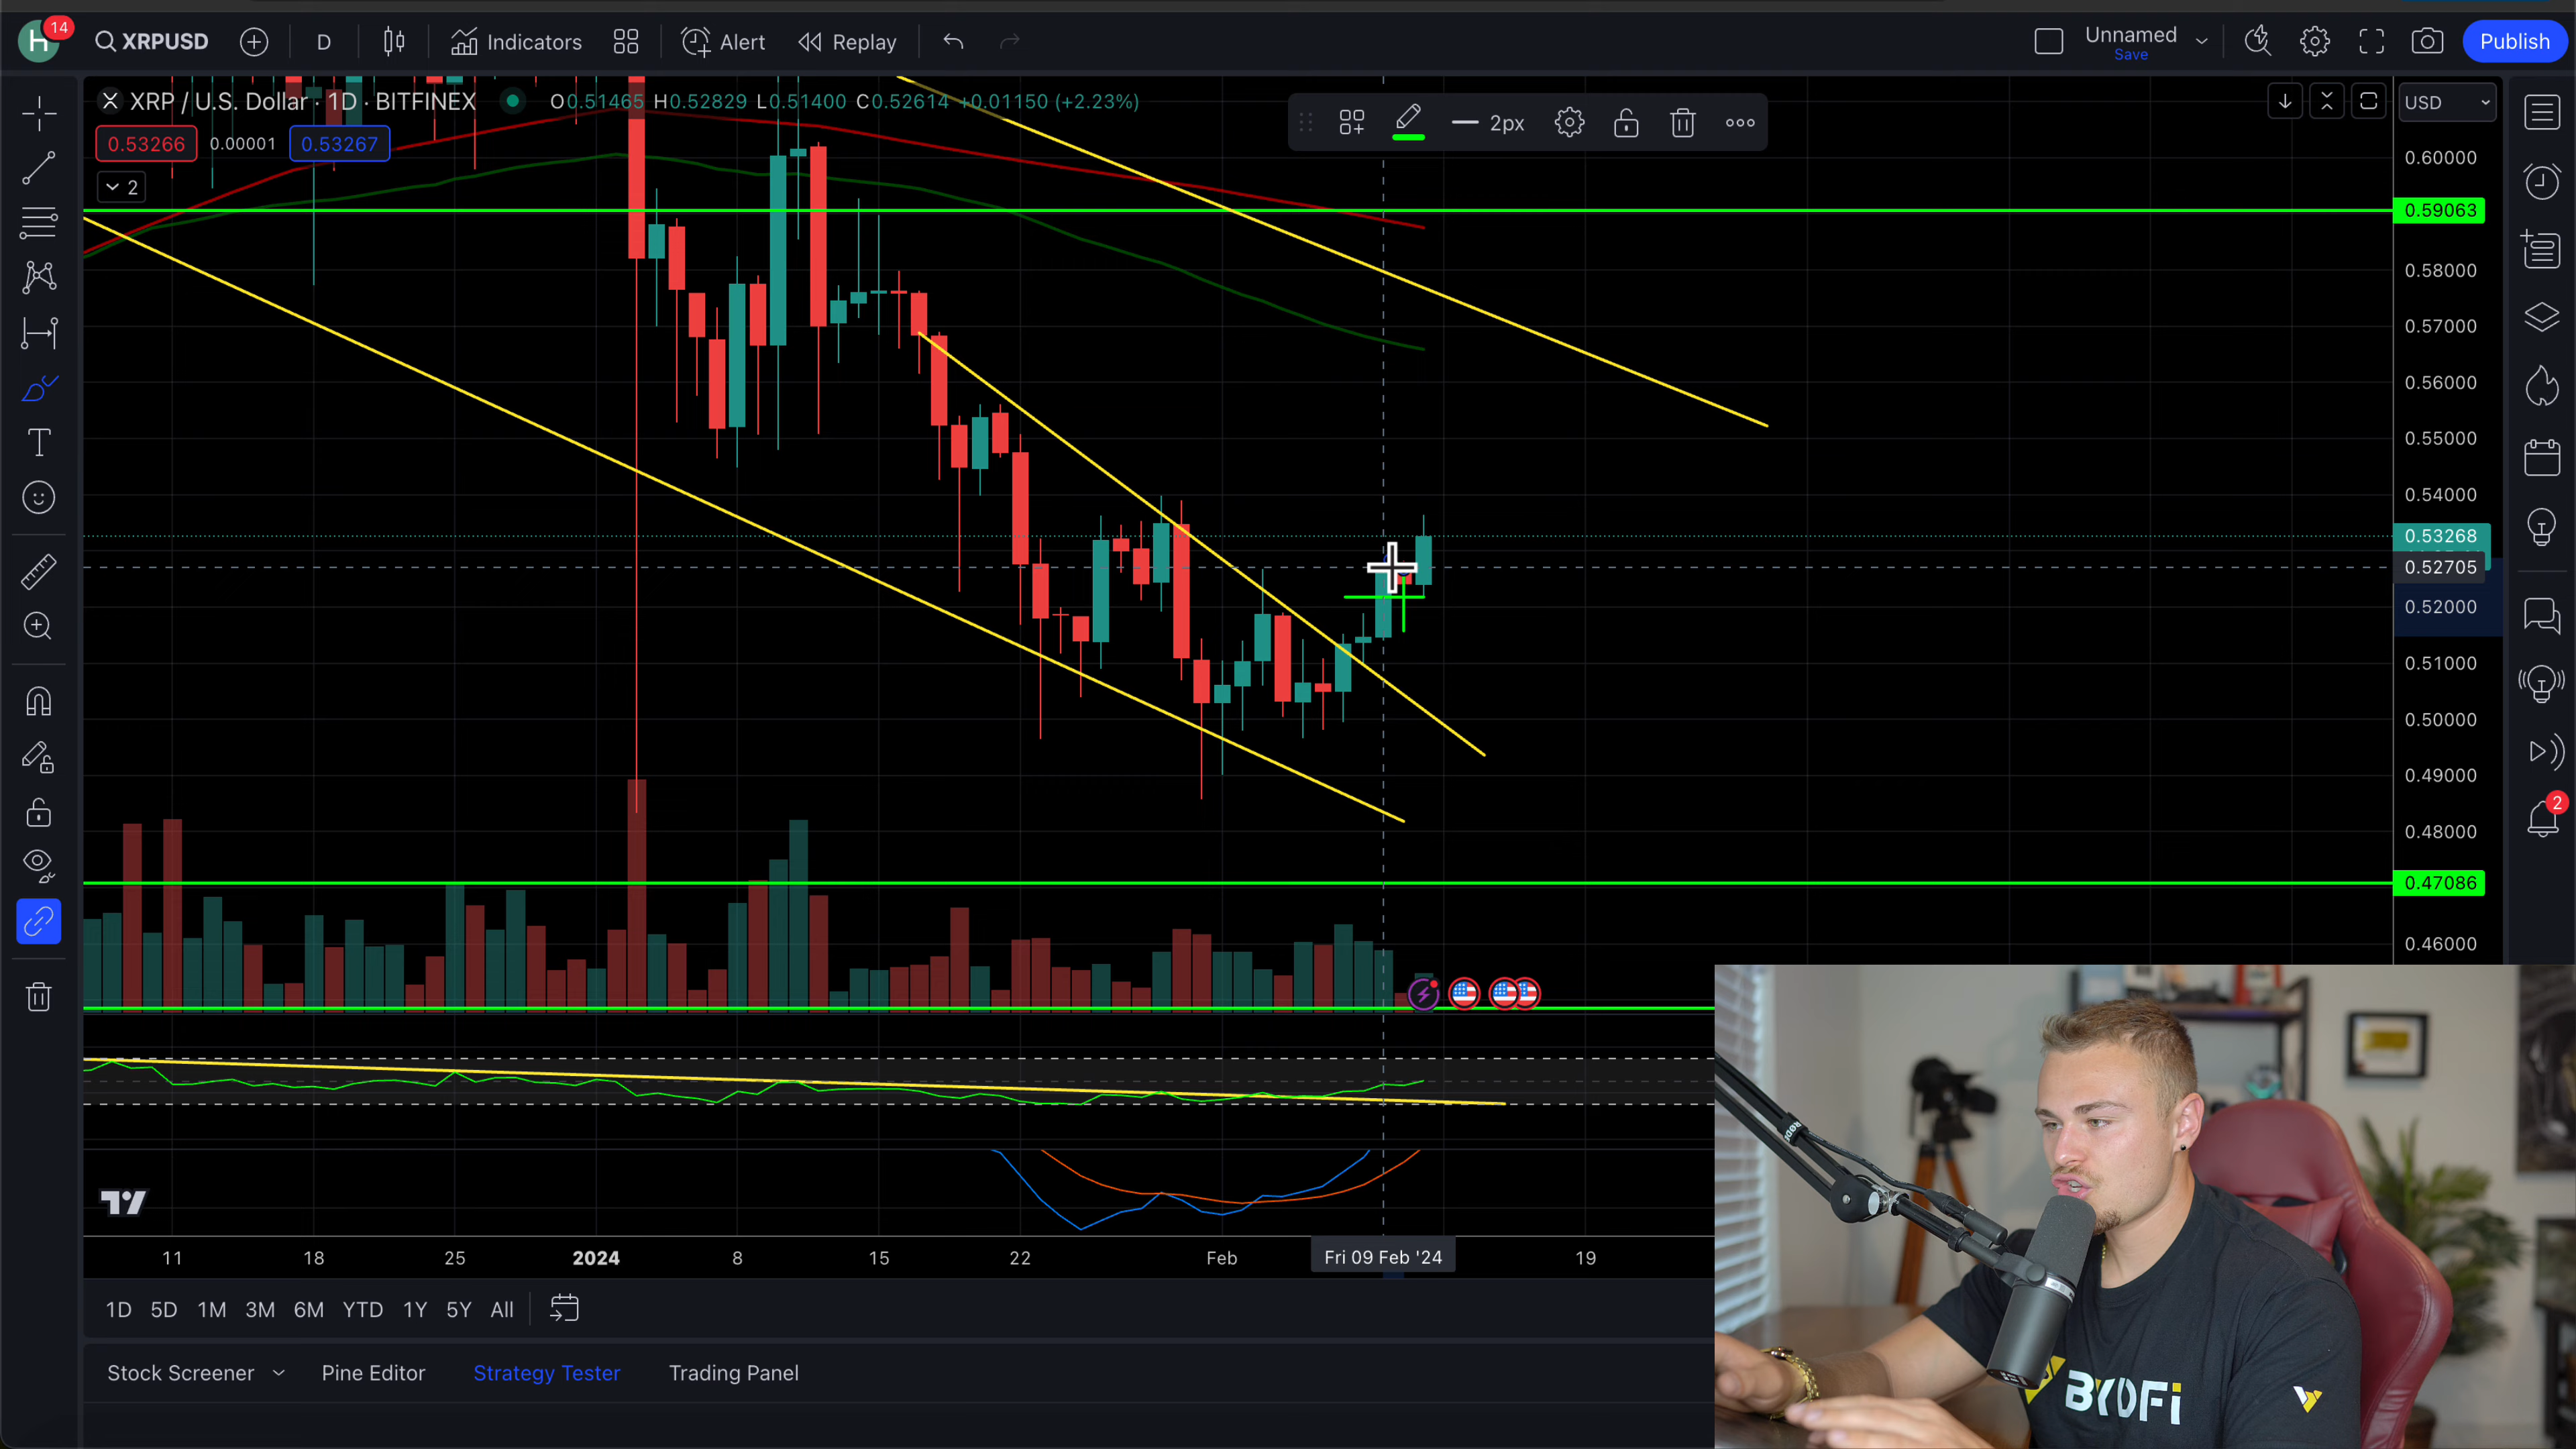 H 14 XRPUSD D Indicators Alert Replay Unnamed Save Publish
XRP / U.S. Dollar · 1D · BITFINEX O0.51465 H0.52829 L0.51400 C0.52614 +0.01150 (+2.23%)
USD
2px
0.53266 0.00001 0.53267
2
0.60000
0.59063
0.58000
0.57000
0.56000
0.55000
0.54000
0.53268
0.52705
0.52000
0.51000
0.50000
0.49000
2
0.48000
0.47086
0.46000
RODE
11 18 25 2024 8 15 22 Feb Fri 09 Feb '24 19
1D 5D 1M 3M 6M YTD 1Y 5Y All
Stock Screener Pine Editor Strategy Tester Trading Panel
BYDFi